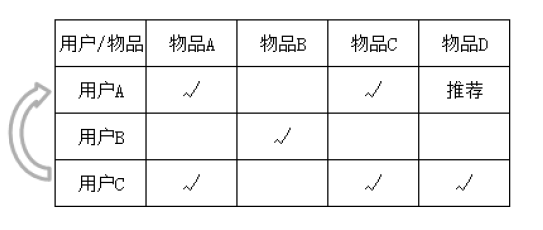 用户/物品 物品A 物品B 物品C 物品D
用户A √ √ 推荐
用户B √
用户C √ √ √